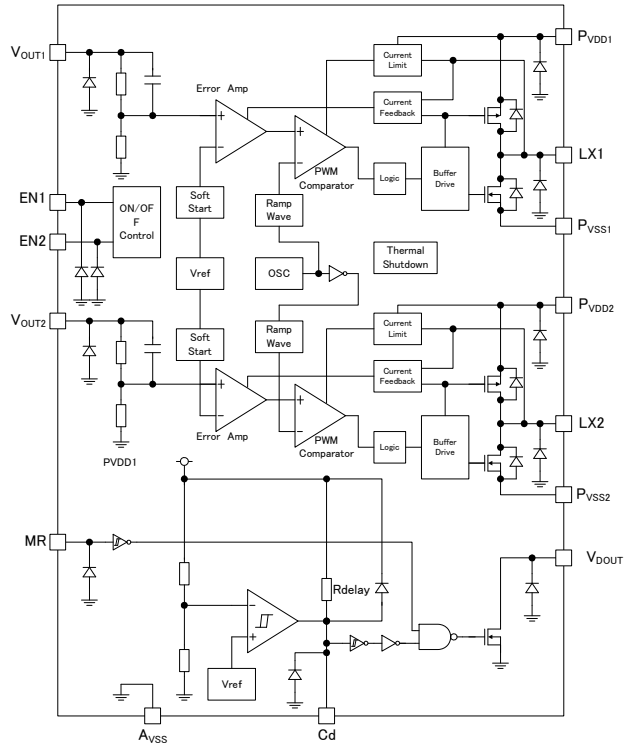 VOUT1
PVDD1
Current
Limit
Error Amp
Current
Feedback
LX1
PWM
Comparator
Logic
Buffer
Drive
EN1
ON/OF
F
Control
Soft
Start
Ramp
Wave
PVSS1
EN2
Vref
OSC
Thermal
Shutdown
VOUT2
PVDD2
Soft
Start
Ramp
Wave
Current
Limit
Current
Feedback
LX2
Error Amp
PWM
Comparator
Logic
Buffer
Drive
PVDD1
PVSS2
MR
VDOUT
Rdelay
Vref
AVSS
Cd